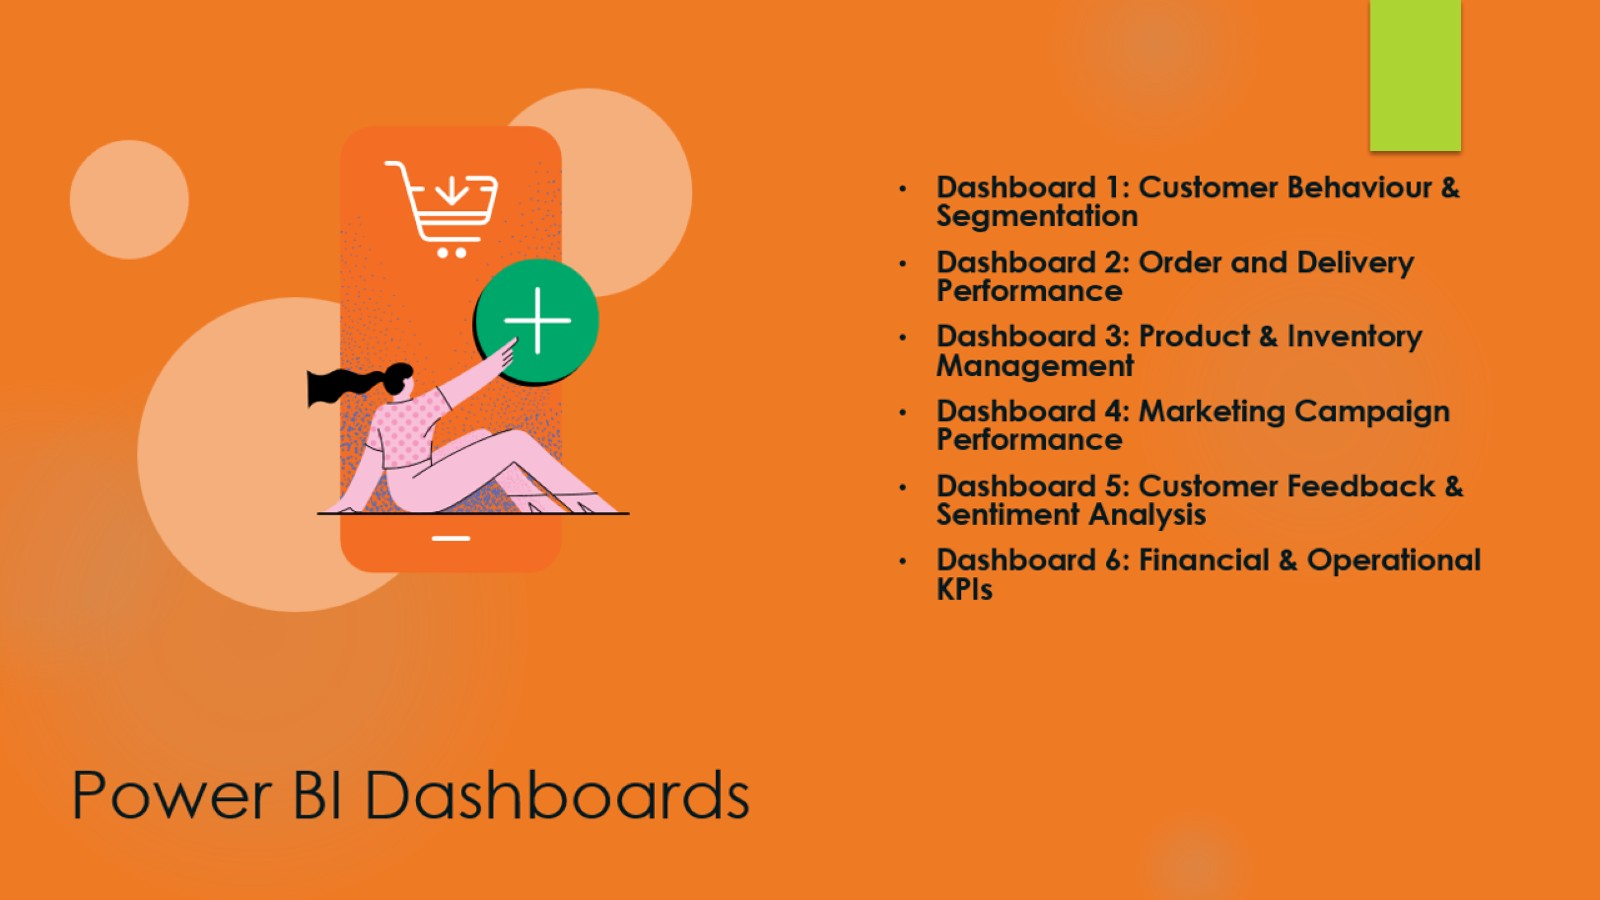 • Dashboard 1: Customer Behaviour &
Segmentation
• Dashboard 2: Order and Delivery
Performance
• Dashboard 3: Product & Inventory
Management
• Dashboard 4: Marketing Campaign
Performance
• Dashboard 5: Customer Feedback &
Sentiment Analysis
• Dashboard 6: Financial & Operational
KPIs
Power BI Dashboards